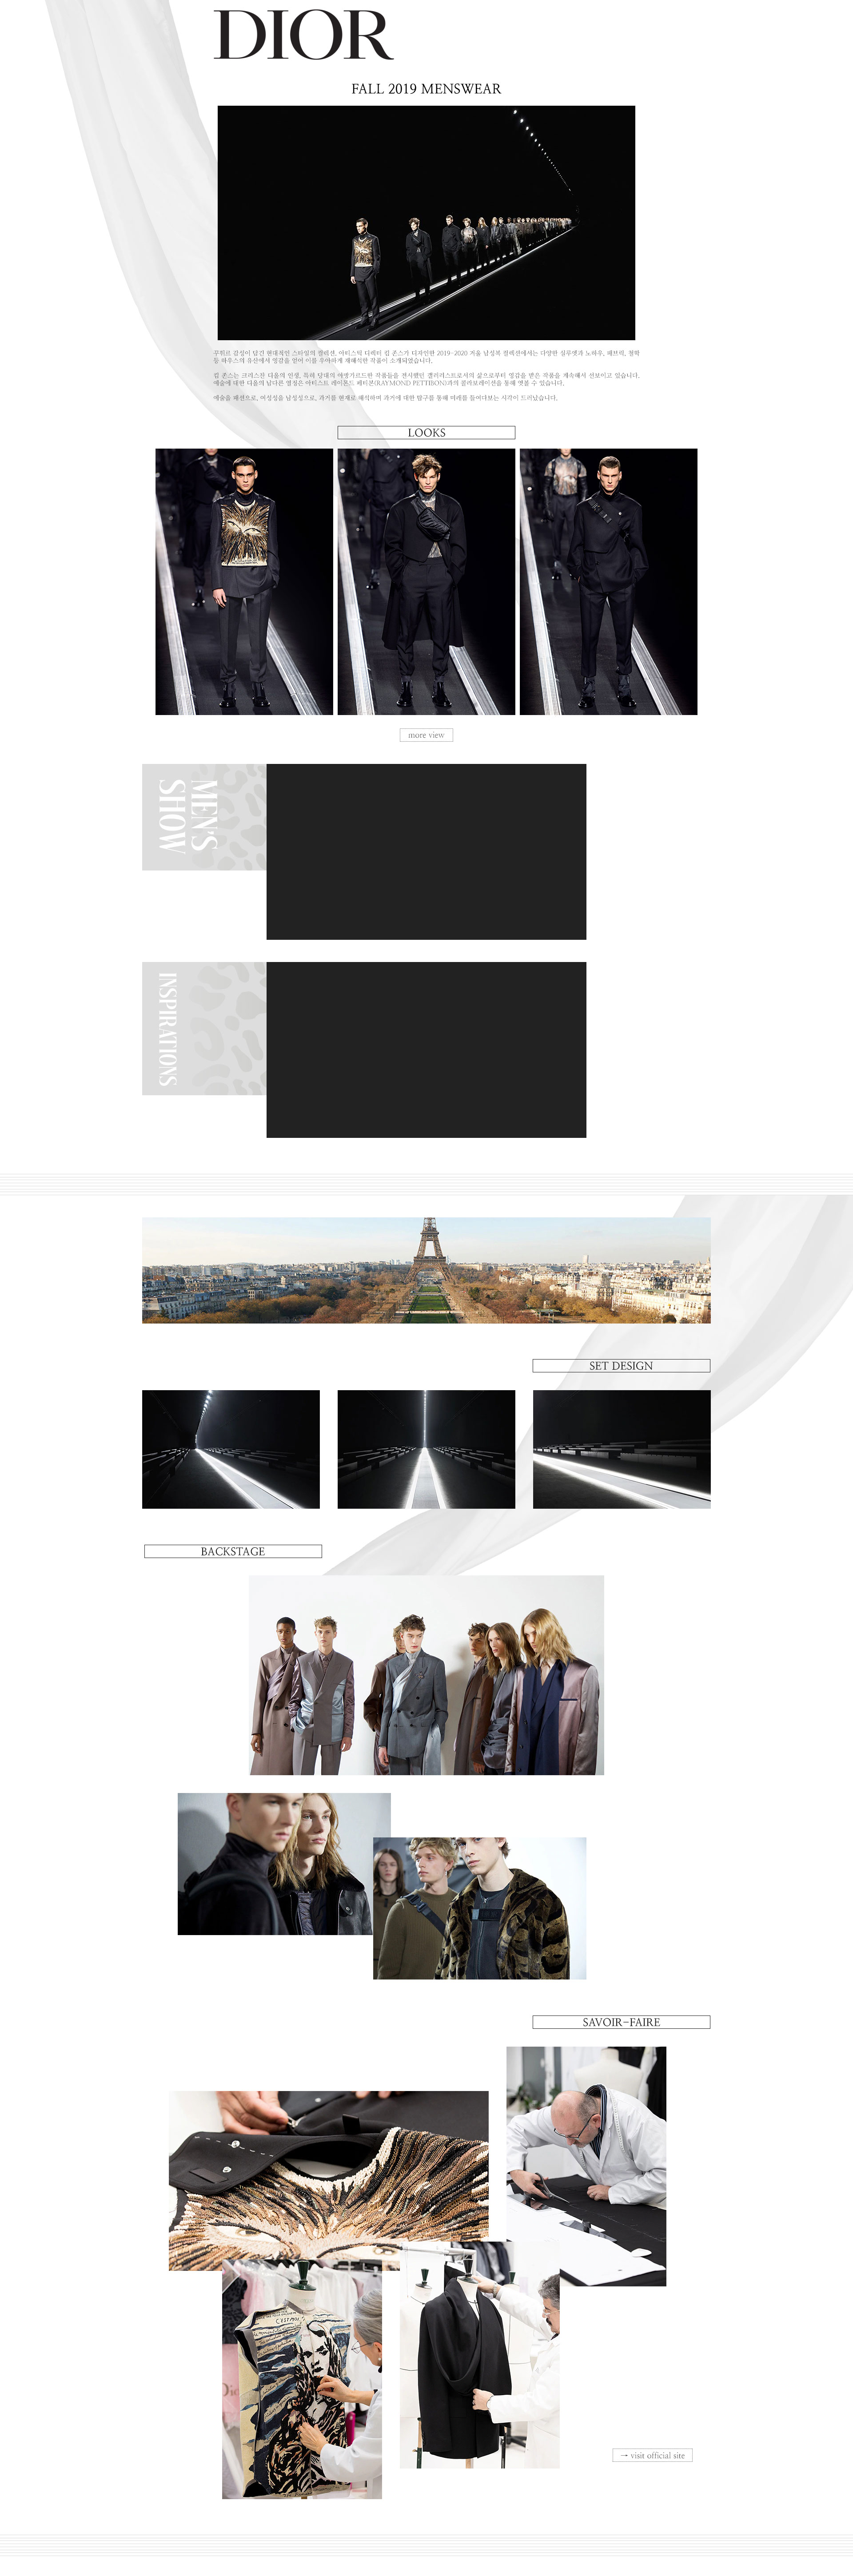 DIOR
FALL 2019 MENSWEAR
무뛰르 감성이 담긴 현대적인 스타일의 컬렉션, 아티스틱 디렉터 킴 존스가 디자인한 2019-2020 겨울 남성복 컬렉션에서는 다양한 실루엣과 노하우, 패브릭, 철학
등 하우스의 유산에서 영감을 얻어 이를 우아하게 재해석한 작품이 소개되었습니다.
킴 존스는 크리스챤 디올의 인생, 특히 당대의 아방가르드한 작품들을 전시했던 갤러리스트로서의 삶으로부터 영감을 받은 작품을 계속해서 선보이고 있습니다.
예술에 대한 디올의 남다른 열정은 아티스트 레이몬드 페티본(RAYMOND PETTIBON)과의 콜라보레이션을 통해 엿볼 수 있습니다.
예술을 패션으로, 여성성을 남성성으로, 과거를 현재로 해석하며 과거에 대한 탐구를 통해 미래를 들여다보는 시각이 드러났습니다.
LOOKS
more view
MEN'S
SHOW
INSPIRATIONS
SET DESIGN
BACKSTAGE
SAVOIR-FAIRE
→ visit official site